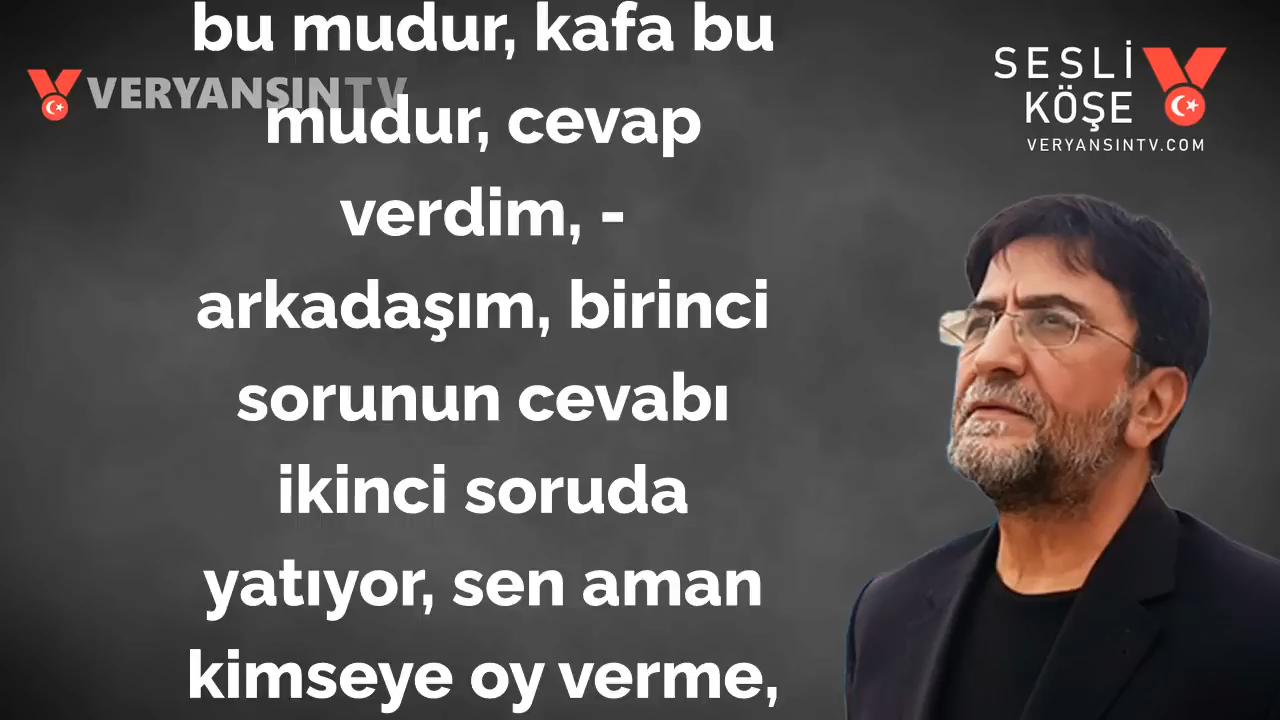 bu mudur, kafa bu
mudur, cevap
verdim, -
arkadaşım, birinci
sorunun cevabı
ikinci soruda
yatıyor, sen aman
kimseye oy verme,
VERYANSINTV
SESLİ
KÖŞE
VERYANSINTV.COM